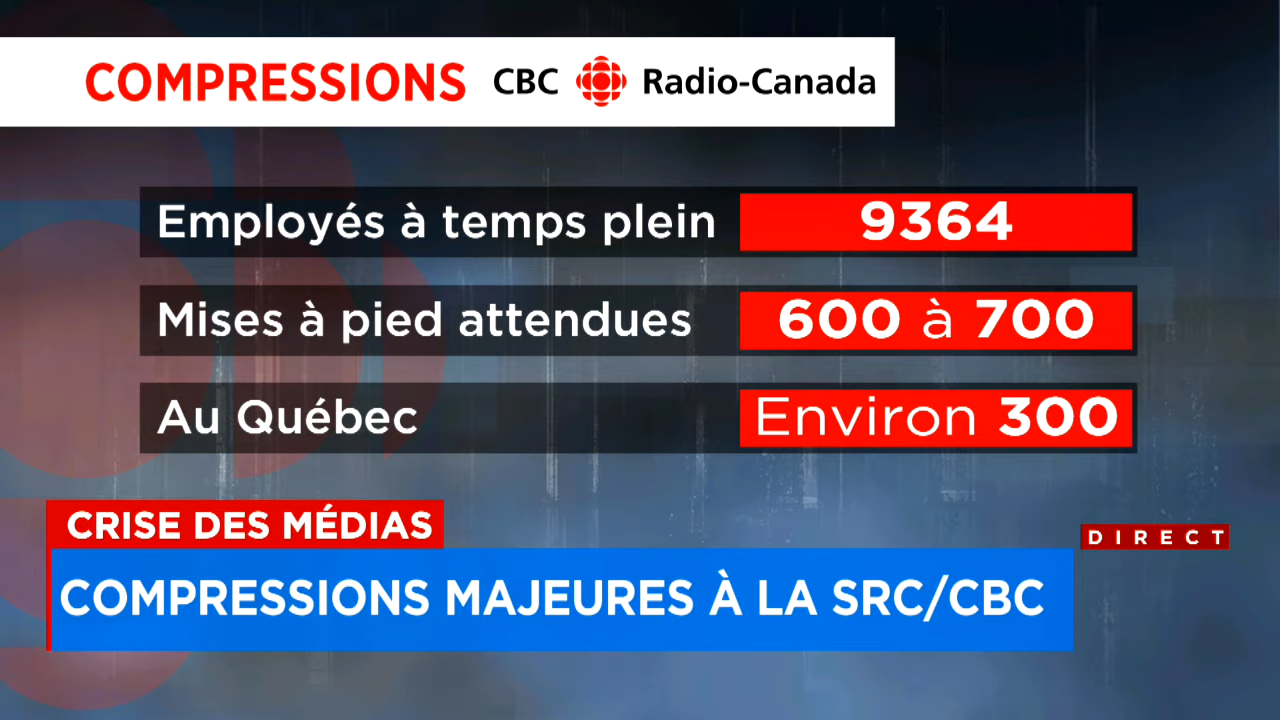 COMPRESSIONS CBC Radio-Canada
Employés à temps plein 9364
Mises à pied attendues 600 à 700
Au Québec Environ 300
CRISE DES MÉDIAS
DIRECT
COMPRESSIONS MAJEURES À LA SRC/CBC